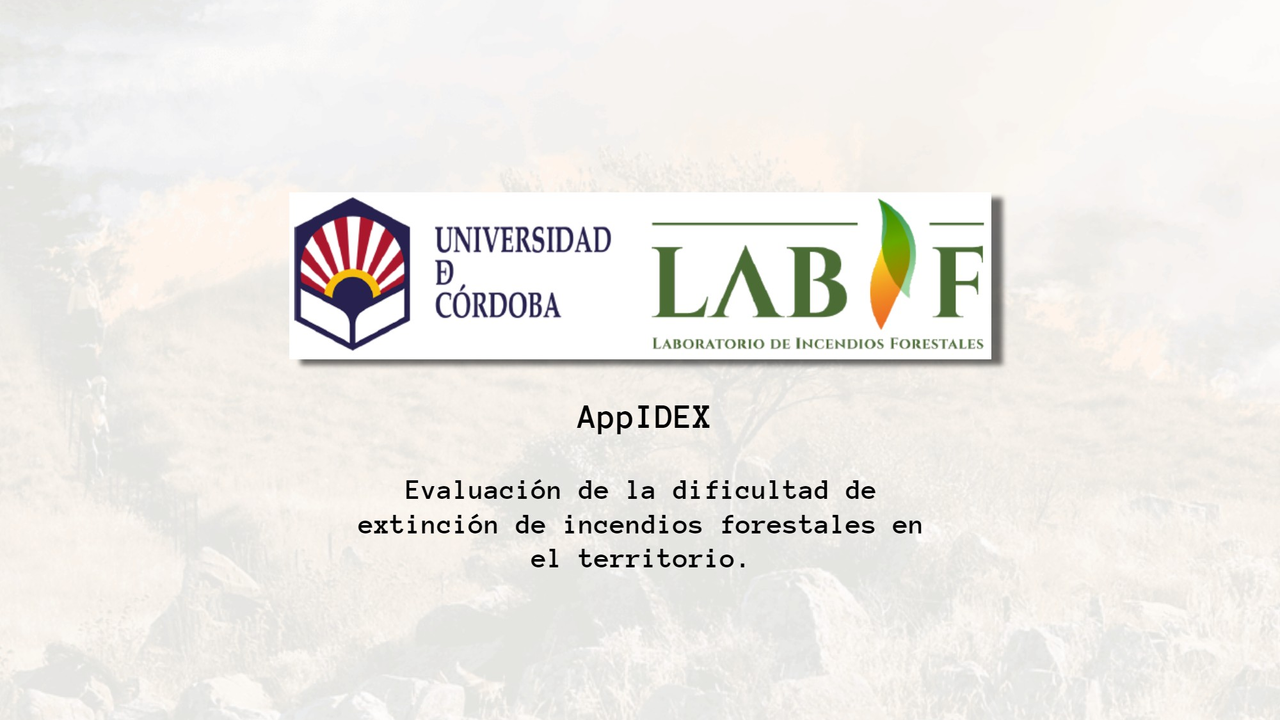 UNIVERSIDAD
Đ
CÓRDOBA
LAB F
LABORATORIO DE INCENDIOS FORESTALES
AppIDEX
Evaluación de la dificultad de
extinción de incendios forestales en
el territorio.